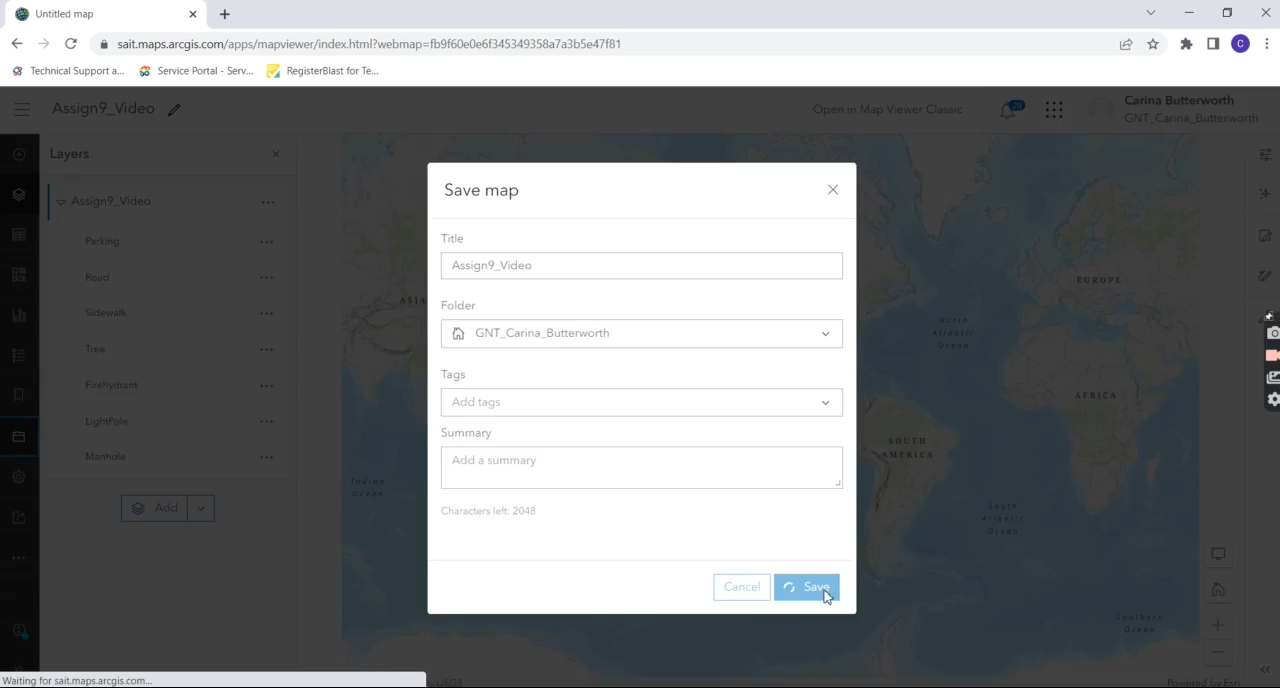 Untitled map
sait.maps.arcgis.com/apps/mapviewer/index.html?webmap=fb9f60e0e6f345349358a7a3b5e47f81
C
Technical Support a...
Service Portal - Serv...
RegisterBlast for Te...
Assign9_Video
Open in Map Viewer Classic
20
Carina Butterworth
GNT_Carina_Butterworth
Layers
Assign9_Video
Parking
Road
Sidewalk
Tree
Firehydrant
LightPole
Manhole
Add
Save map
Title
Assign9_Video
Folder
GNT_Carina_Butterworth
Tags
Add tags
Summary
Add a summary
Characters left: 2048
Cancel
Save
ASIA
Indian
Ocean
EUROPE
North
Atlantic
Ocean
AFRICA
SOUTH
AMERICA
South
Atlantic
Ocean
Southern
Ocean
Waiting for sait.maps.arcgis.com...
USGS
Powered by Esri